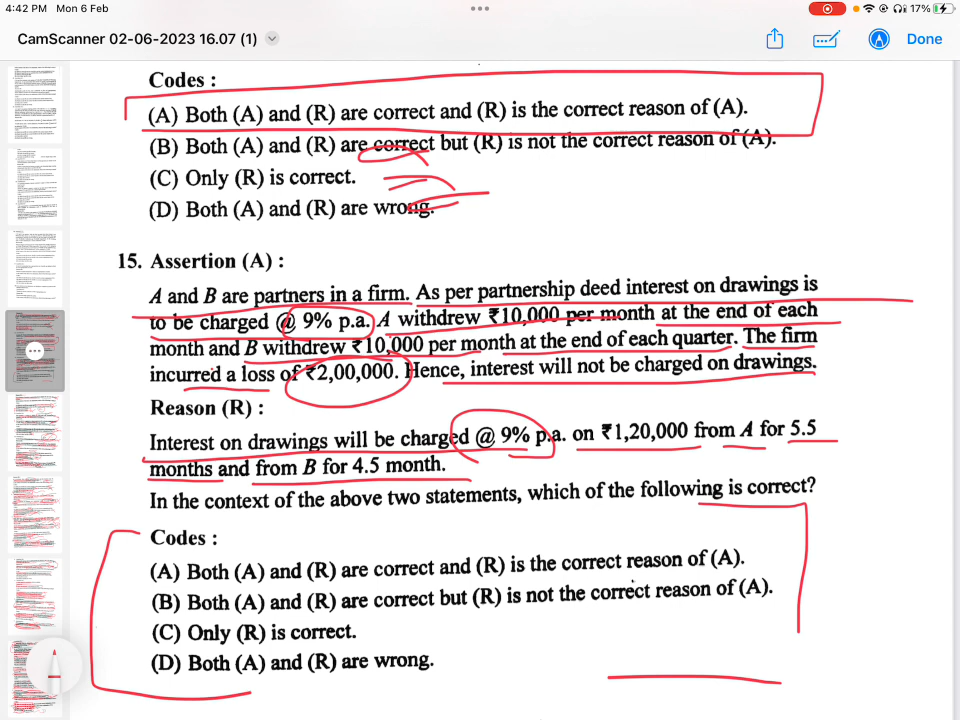 4:42 PM Mon 6 Feb
17%
CamScanner 02-06-2023 16.07 (1)
Done
Codes :
(A) Both (A) and (R) are correct and (R) is the correct reason of (A).
(B) Both (A) and (R) are correct but (R) is not the correct reason of (A).
(C) Only (R) is correct.
(D) Both (A) and (R) are wrong.
15. Assertion (A) :
A and B are partners in a firm. As per partnership deed interest on drawings is
to be charged @ 9% p.a. A withdrew ₹10,000 per month at the end of each
month and B withdrew ₹10,000 per month at the end of each quarter. The firm
incurred a loss of ₹2,00,000. Hence, interest will not be charged on drawings.
Reason (R) :
Interest on drawings will be charged @ 9% p.a. on ₹1,20,000 from A for 5.5
months and from B for 4.5 month.
In the context of the above two statements, which of the following is correct?
Codes :
(A) Both (A) and (R) are correct and (R) is the correct reason of (A).
(B) Both (A) and (R) are correct but (R) is not the correct reason of (A).
(C) Only (R) is correct.
(D) Both (A) and (R) are wrong.